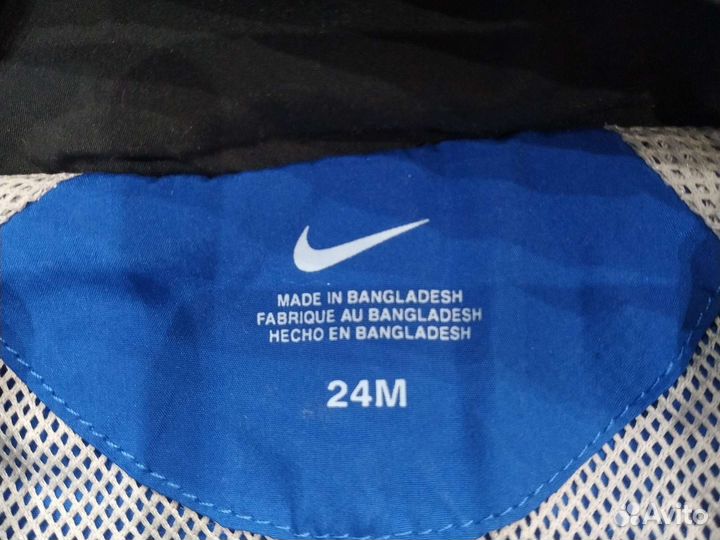 MADE IN BANGLADESH
FABRIQUE AU BANGLADESH
HECHO EN BANGLADESH
24M
Avito